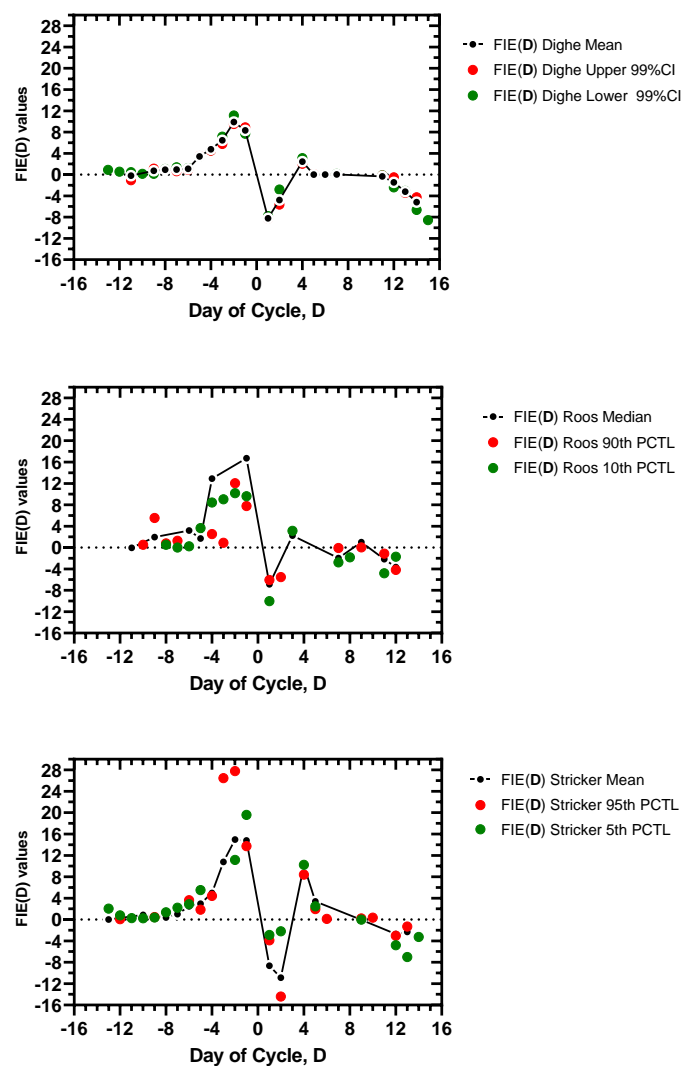 28
24
20
16
12
8
4
0
-4
-8
-12
-16
FIE(D) values
-16 -12 -8 -4 0 4 8 12 16
Day of Cycle, D
FIE(D) Dighe Mean
FIE(D) Dighe Upper 99%CI
FIE(D) Dighe Lower 99%CI
28
24
20
16
12
8
4
0
-4
-8
-12
-16
FIE(D) values
-16 -12 -8 -4 0 4 8 12 16
Day of Cycle, D
FIE(D) Roos Median
FIE(D) Roos 90th PCTL
FIE(D) Roos 10th PCTL
28
24
20
16
12
8
4
0
-4
-8
-12
-16
FIE(D) values
-16 -12 -8 -4 0 4 8 12 16
Day of Cycle, D
FIE(D) Stricker Mean
FIE(D) Stricker 95th PCTL
FIE(D) Stricker 5th PCTL